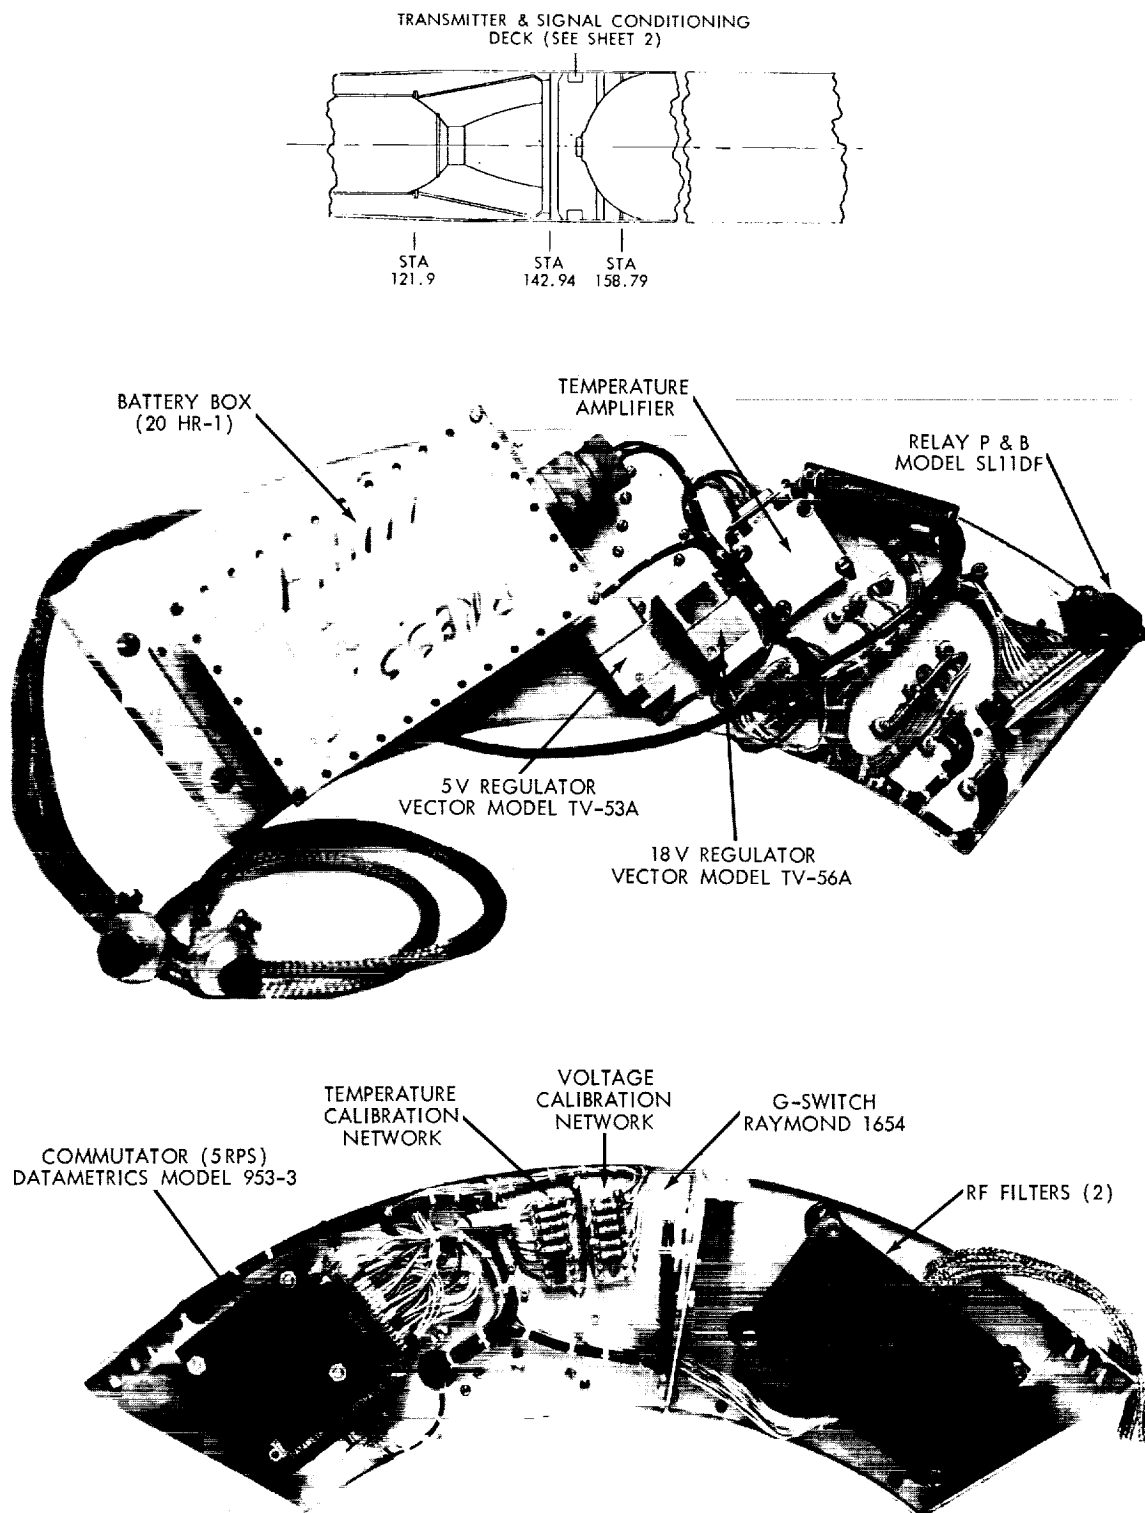 TRANSMITTER & SIGNAL CONDITIONING
DECK (SEE SHEET 2)
STA
121.9
STA
142.94
STA
158.79
BATTERY BOX
(20 HR-1)
TEMPERATURE
AMPLIFIER
RELAY P & B
MODEL SL11DF
5V REGULATOR
VECTOR MODEL TV-53A
18V REGULATOR
VECTOR MODEL TV-56A
TEMPERATURE
CALIBRATION
NETWORK
VOLTAGE
CALIBRATION
NETWORK
G-SWITCH
RAYMOND 1654
COMMUTATOR (5RPS)
DATAMETRICS MODEL 953-3
RF FILTERS (2)